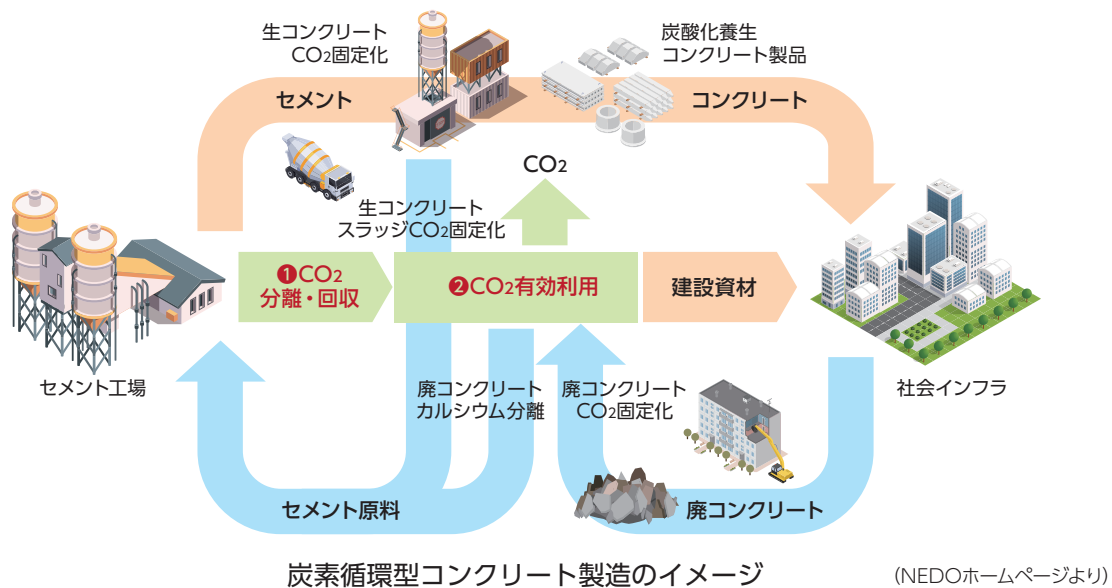 生コンクリート
CO2固定化
炭酸化養生
コンクリート製品
セメント
コンクリート
CO2
生コンクリート
スラッジCO2固定化
❶CO2
分離・回収
❷CO2有効利用
建設資材
セメント工場
社会インフラ
廃コンクリート
カルシウム分離
廃コンクリート
CO2固定化
セメント原料
廃コンクリート
炭素循環型コンクリート製造のイメージ
(NEDOホームページより)